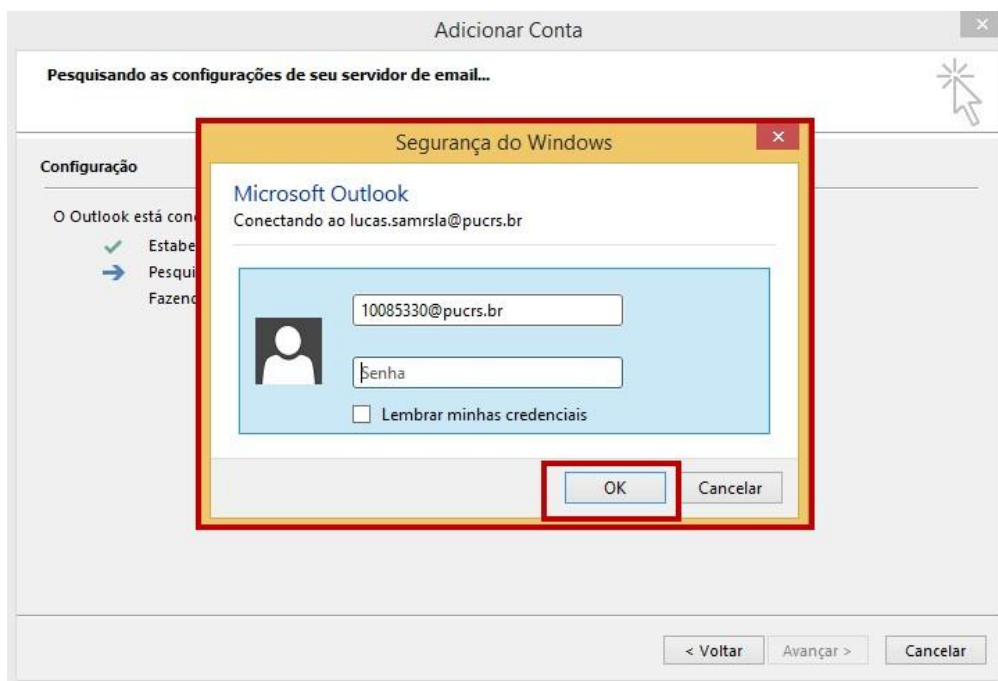 Adicionar Conta
Pesquisando as configurações de seu servidor de email...
Segurança do Windows
Configuração
Microsoft Outlook
Conectando ao lucas.samrsla@pucrs.br
O Outlook está
Estabe
Pesqui
Fazend
10085330@pucrs.br
Senha
Lembrar minhas credenciais
OK Cancelar
< Voltar Avançar > Cancelar